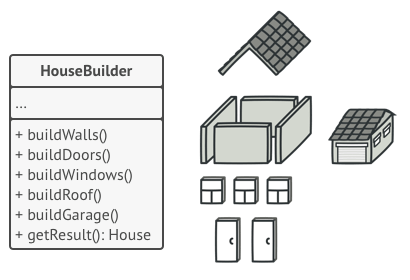 HouseBuilder
...
+ buildWalls()
+ buildDoors()
+ buildWindows()
+ buildRoof()
+ buildGarage()
+ getResult(): House